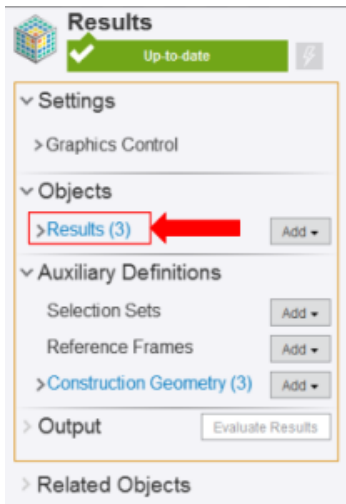 Results
Up-to-date
Settings
Graphics Control
Objects
Results (3) Add
Auxiliary Definitions
Selection Sets Add
Reference Frames Add
Construction Geometry (3) Add
Output Evaluate Results
Related Objects